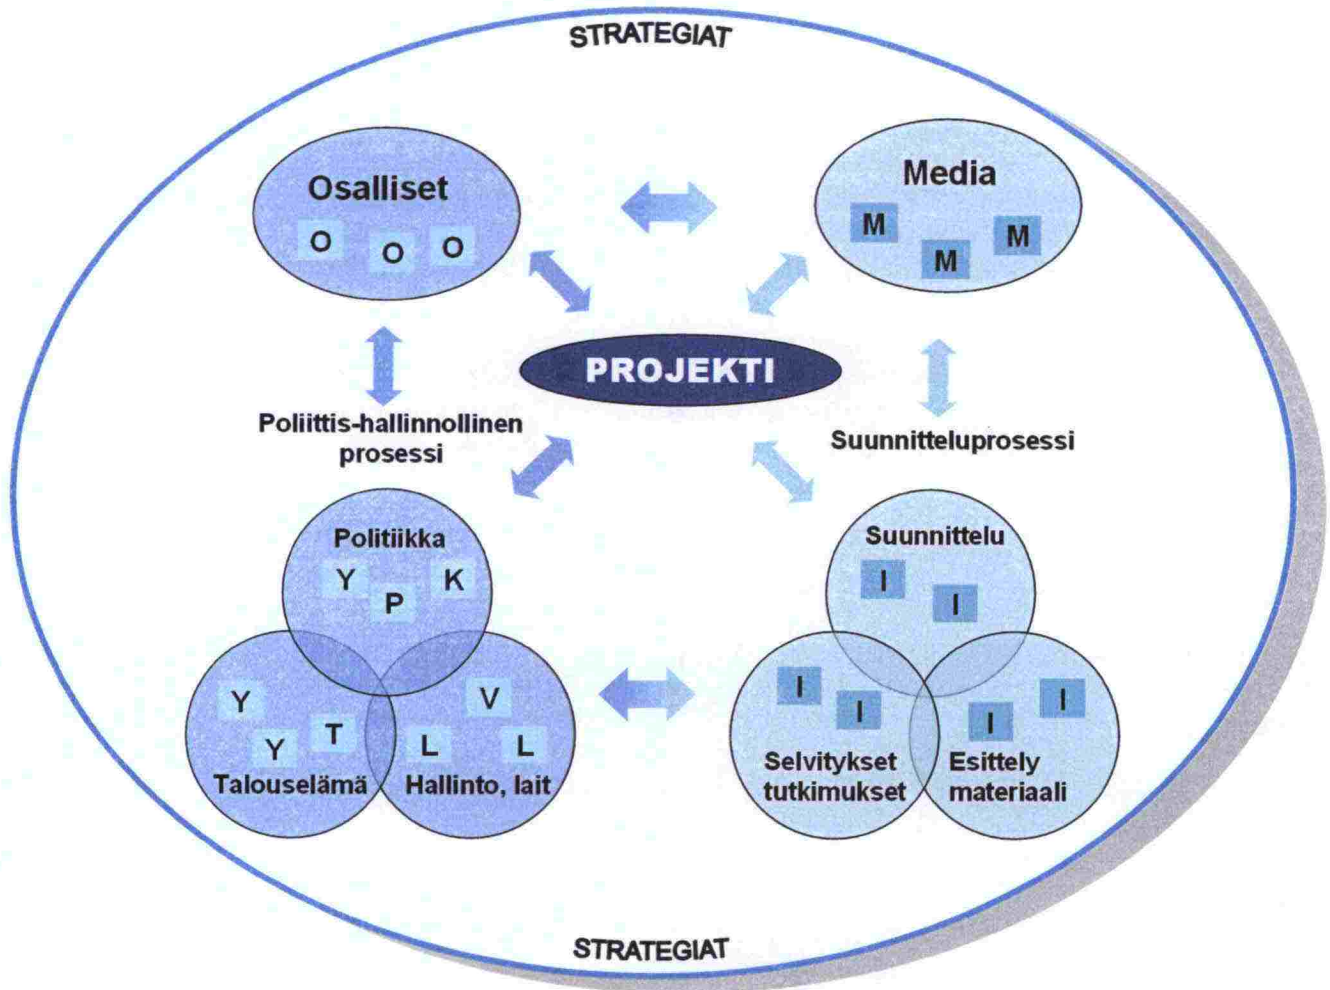 STRATEGIAT
Osalliset
O O O
Media
M M M
PROJEKTI
Poliittis-hallinnollinen
prosessi
Suunnitteluprosessi
Politiikka
Y P K
Talouselämä
Y Y T
Hallinto, lait
V L L
Suunnittelu
I I
Selvitykset
tutkimukset
I I
Esittely
materiaali
I I
STRATEGIAT